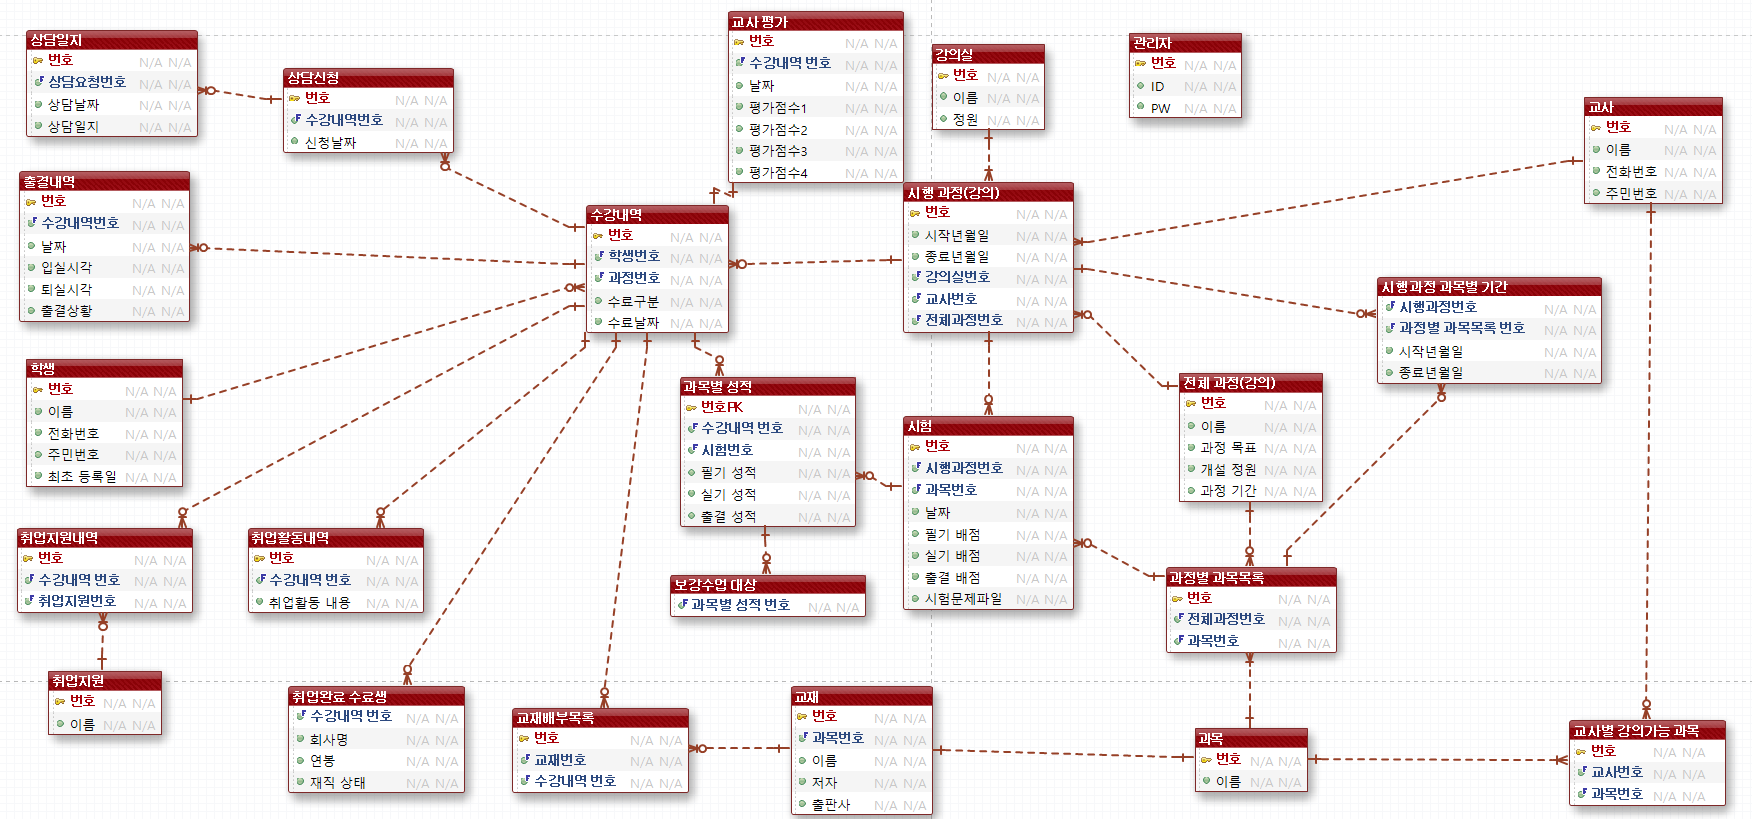 상담일지
번호 N/A N/A
상담요청번호 N/A N/A
상담날짜 N/A N/A
상담일지 N/A N/A
상담신청
번호 N/A N/A
수강내역번호 N/A N/A
신청날짜 N/A N/A
교사 평가
번호 N/A N/A
수강내역 번호 N/A N/A
날짜 N/A N/A
평가점수1 N/A N/A
평가점수2 N/A N/A
평가점수3 N/A N/A
평가점수4 N/A N/A
강의실
번호 N/A N/A
이름 N/A N/A
정원 N/A N/A
관리자
번호 N/A N/A
ID N/A N/A
PW N/A N/A
교사
번호 N/A N/A
이름 N/A N/A
전화번호 N/A N/A
주민번호 N/A N/A
출결내역
번호 N/A N/A
수강내역번호 N/A N/A
날짜 N/A N/A
입실시각 N/A N/A
퇴실시각 N/A N/A
출결상황 N/A N/A
수강내역
번호 N/A N/A
학생번호 N/A N/A
과정번호 N/A N/A
수료구분 N/A N/A
수료날짜 N/A N/A
시행 과정(강의)
번호 N/A N/A
시작년월일 N/A N/A
종료년월일 N/A N/A
강의실번호 N/A N/A
교사번호 N/A N/A
전체과정번호 N/A N/A
시행과정 과목별 기간
시행과정번호 N/A N/A
과정별 과목목록 번호 N/A N/A
시작년월일 N/A N/A
종료년월일 N/A N/A
학생
번호 N/A N/A
이름 N/A N/A
전화번호 N/A N/A
주민번호 N/A N/A
최초 등록일 N/A N/A
과목별 성적
번호PK N/A N/A
수강내역 번호 N/A N/A
시험번호 N/A N/A
필기 성적 N/A N/A
실기 성적 N/A N/A
출결 성적 N/A N/A
시험
번호 N/A N/A
시행과정번호 N/A N/A
과목번호 N/A N/A
날짜 N/A N/A
필기 배점 N/A N/A
실기 배점 N/A N/A
출결 배점 N/A N/A
시험문제파일 N/A N/A
전체 과정(강의)
번호 N/A N/A
이름 N/A N/A
과정 목표 N/A N/A
개설 정원 N/A N/A
과정 기간 N/A N/A
취업지원내역
번호 N/A N/A
수강내역 번호 N/A N/A
취업지원번호 N/A N/A
취업활동내역
번호 N/A N/A
수강내역 번호 N/A N/A
취업활동 내용 N/A N/A
보강수업 대상
과목별 성적 번호 N/A N/A
과정별 과목목록
번호 N/A N/A
전체과정번호 N/A N/A
과목번호 N/A N/A
취업지원
번호 N/A N/A
이름 N/A N/A
취업완료 수료생
수강내역 번호 N/A N/A
회사명 N/A N/A
연봉 N/A N/A
재직 상태 N/A N/A
교재배부목록
번호 N/A N/A
교재번호 N/A N/A
수강내역 번호 N/A N/A
교재
번호 N/A N/A
과목번호 N/A N/A
이름 N/A N/A
저자 N/A N/A
출판사 N/A N/A
과목
번호 N/A N/A
이름 N/A N/A
교사별 강의가능 과목
번호 N/A N/A
교사번호 N/A N/A
과목번호 N/A N/A